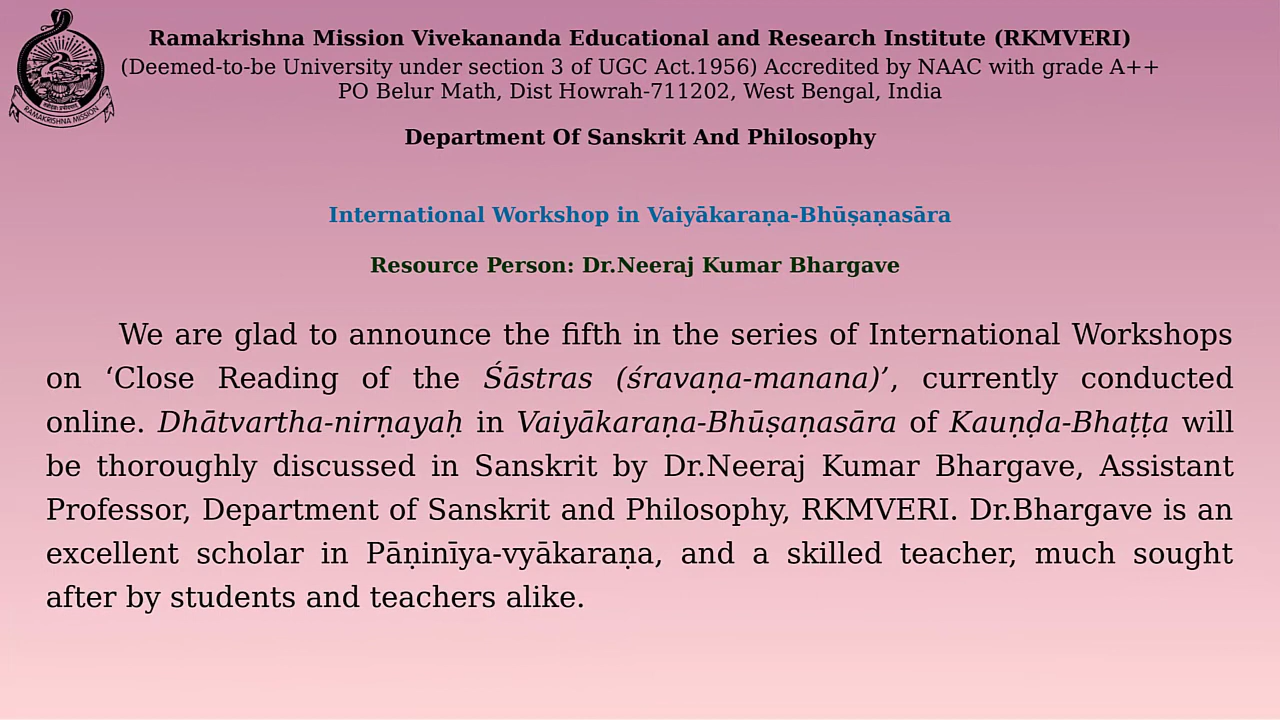 Ramakrishna Mission Vivekananda Educational and Research Institute (RKMVERI)
(Deemed-to-be University under section 3 of UGC Act.1956) Accredited by NAAC with grade A++
PO Belur Math, Dist Howrah-711202, West Bengal, India
RAMAKRISHNA MISSION
Department Of Sanskrit And Philosophy
International Workshop in Vaiyākaraṇa-Bhūṣaṇasāra
Resource Person: Dr.Neeraj Kumar Bhargave
We are glad to announce the fifth in the series of International Workshops
on ‘Close Reading of the Śāstras (śravaṇa-manana)’, currently conducted
online. Dhātvartha-nirṇayaḥ in Vaiyākaraṇa-Bhūṣaṇasāra of Kauṇḍa-Bhaṭṭa will
be thoroughly discussed in Sanskrit by Dr.Neeraj Kumar Bhargave, Assistant
Professor, Department of Sanskrit and Philosophy, RKMVERI. Dr.Bhargave is an
excellent scholar in Pāṇinīya-vyākaraṇa, and a skilled teacher, much sought
after by students and teachers alike.